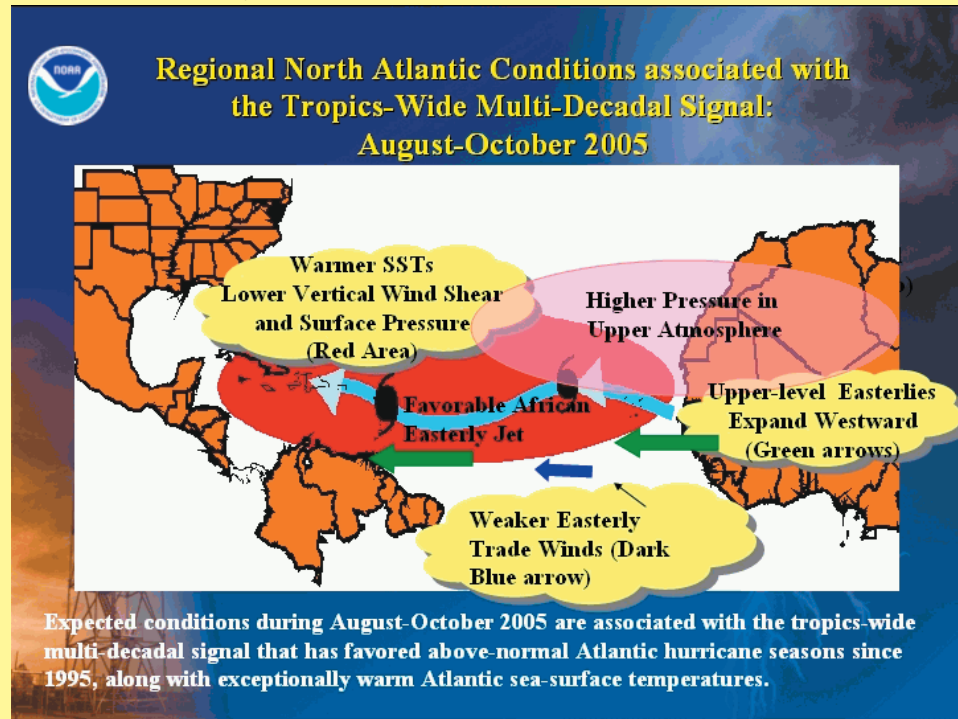 NOAA
Regional North Atlantic Conditions associated with
the Tropics-Wide Multi-Decadal Signal:
August-October 2005
Warmer SSTs
Lower Vertical Wind Shear
and Surface Pressure
(Red Area)
Higher Pressure in
Upper Atmosphere
Favorable African
Easterly Jet
Upper-level Easterlies
Expand Westward
(Green arrows)
Weaker Easterly
Trade Winds (Dark
Blue arrow)
Expected conditions during August-October 2005 are associated with the tropics-wide
multi-decadal signal that has favored above-normal Atlantic hurricane seasons since
1995, along with exceptionally warm Atlantic sea-surface temperatures.